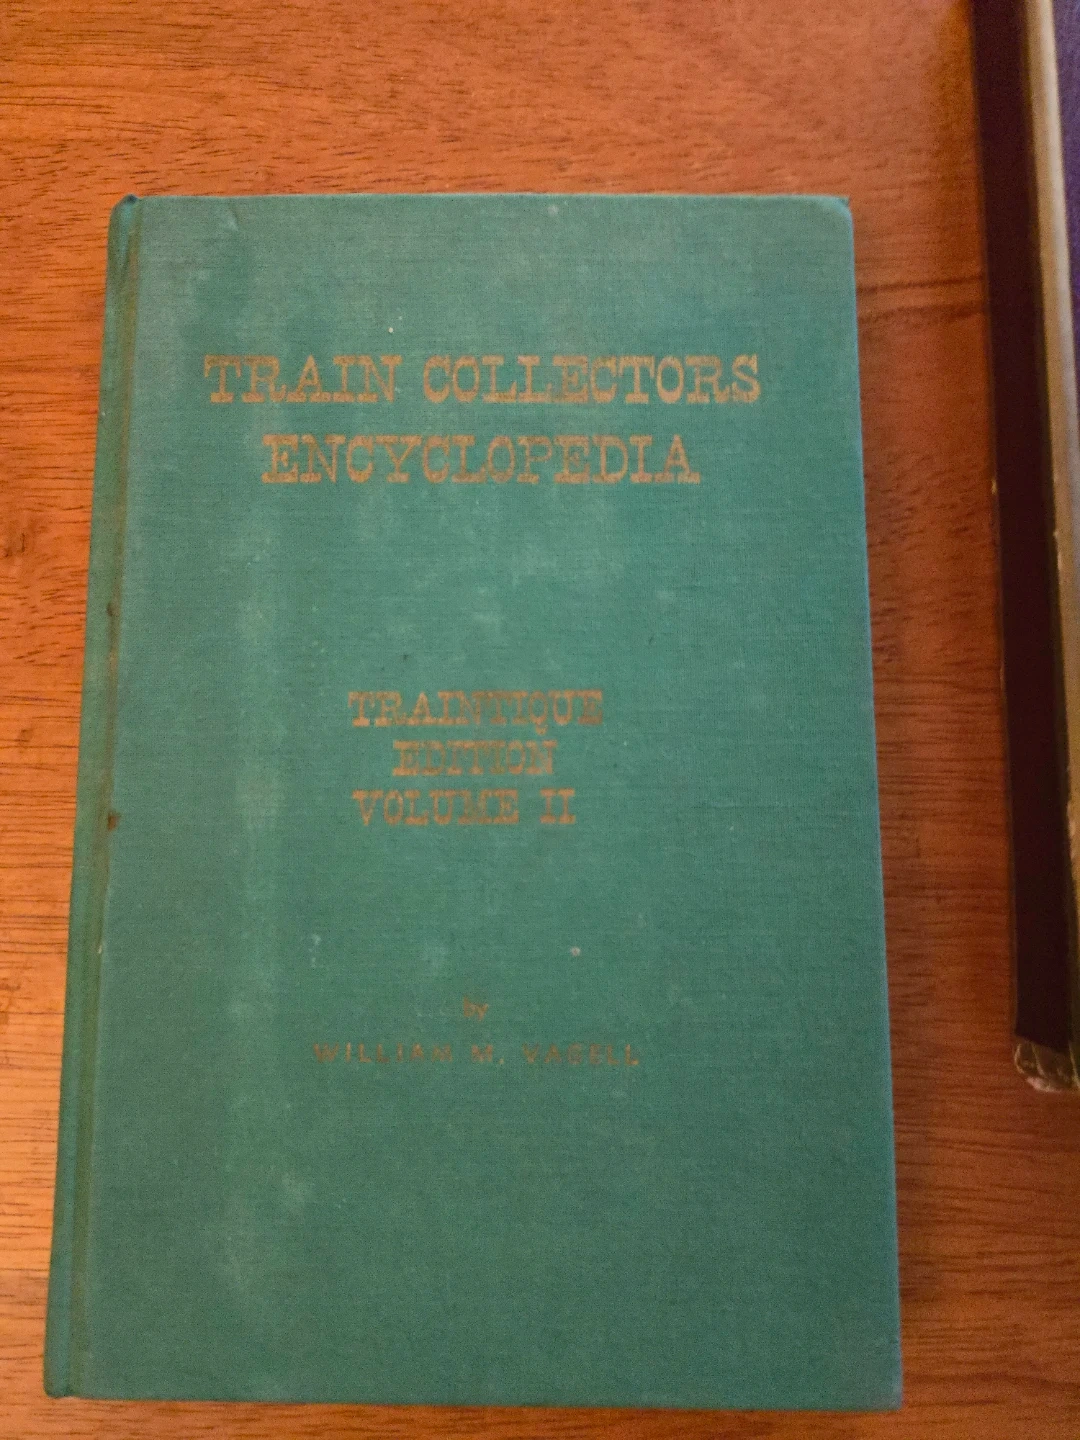 TRAIN COLLECTORS
ENCYCLOPEDIA
TRAINTIQUE
EDITION
VOLUME II
by
WILLIAM M. VAGELL